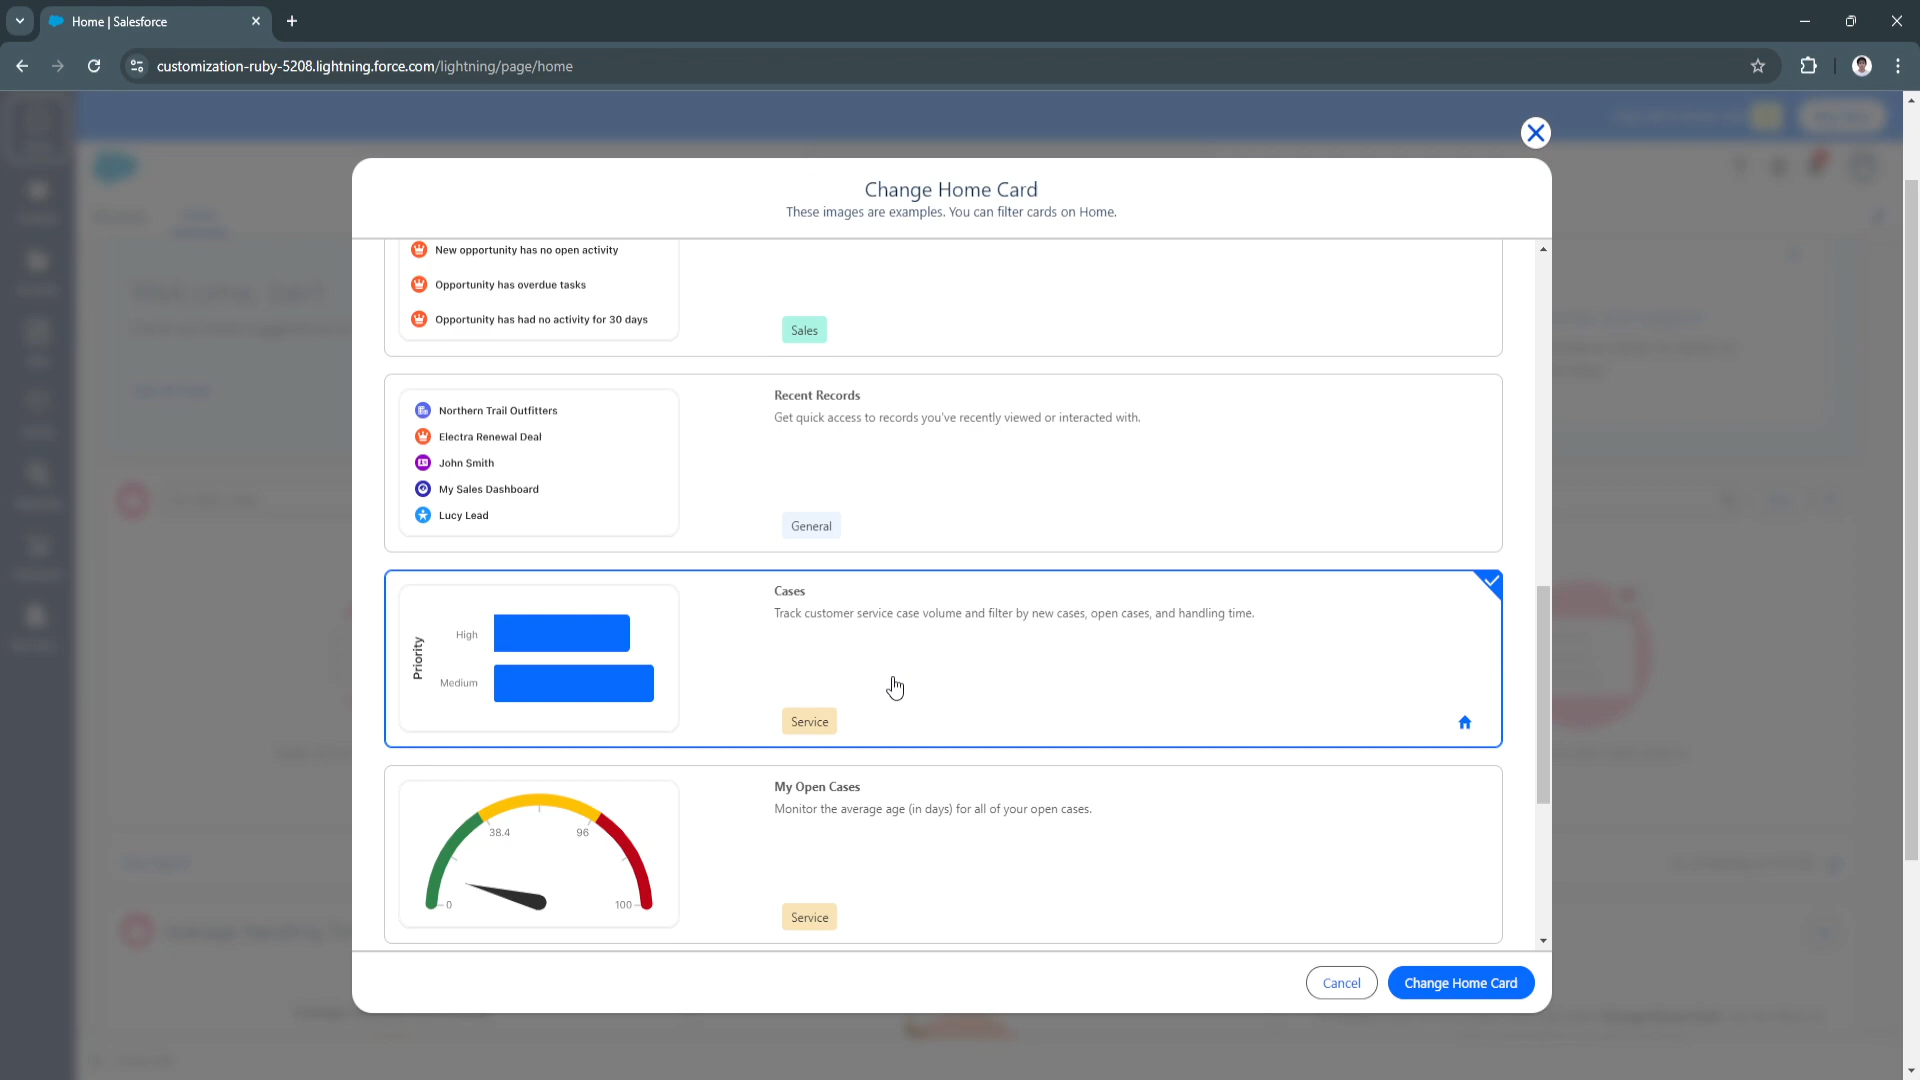 Home | Salesforce
customization-ruby-5208.lightning.force.com/lightning/page/home
Change Home Card
These images are examples. You can filter cards on Home.
New opportunity has no open activity
Opportunity has overdue tasks
Opportunity has had no activity for 30 days
Sales
Northern Trail Outfitters
Electra Renewal Deal
John Smith
My Sales Dashboard
Lucy Lead
Recent Records
Get quick access to records you've recently viewed or interacted with.
General
Priority
High
Medium
Cases
Track customer service case volume and filter by new cases, open cases, and handling time.
Service
38.4
96
0
100
My Open Cases
Monitor the average age (in days) for all of your open cases.
Service
Cancel
Change Home Card